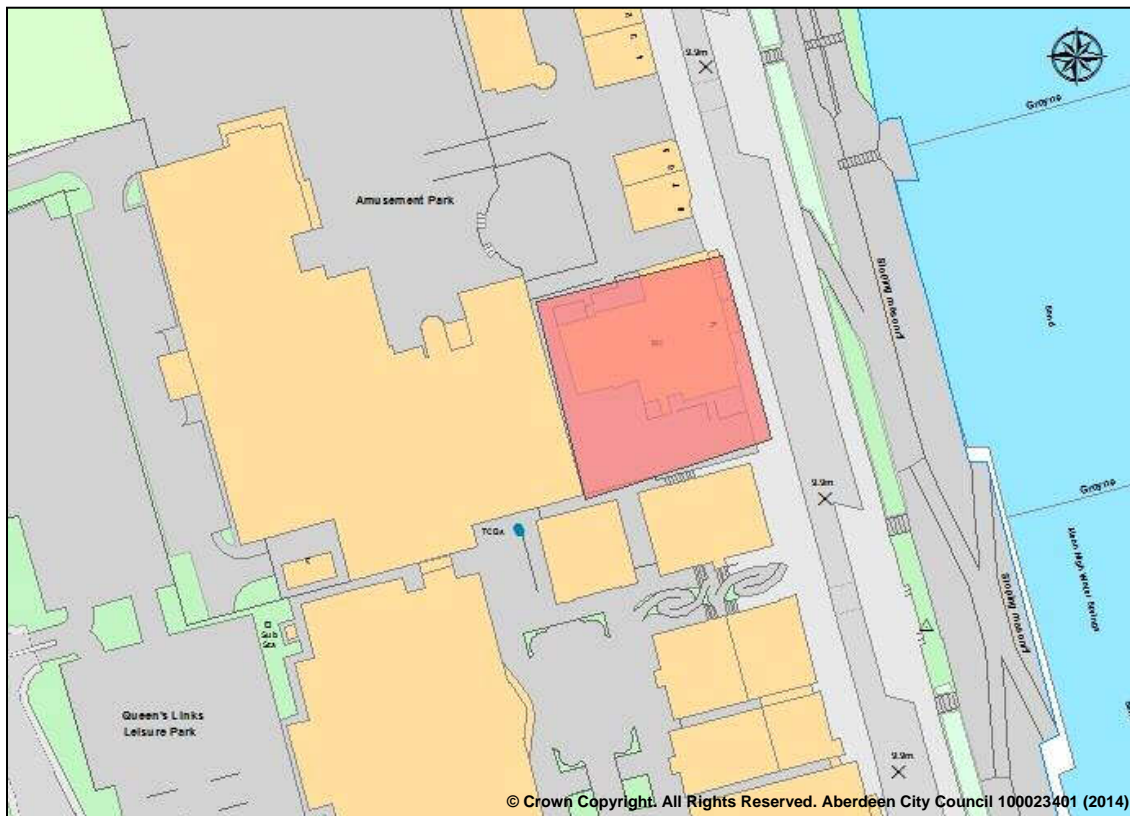 9.9m
Groyne
Amusement Park
Sloping masonry
Sand
9.9m
Groyne
TCBs
Mean High Water Springs
Sloping masonry
El
Sub
Sta
Queen's Links
Leisure Park
9.9m
© Crown Copyright. All Rights Reserved. Aberdeen City Council 100023401 (2014)